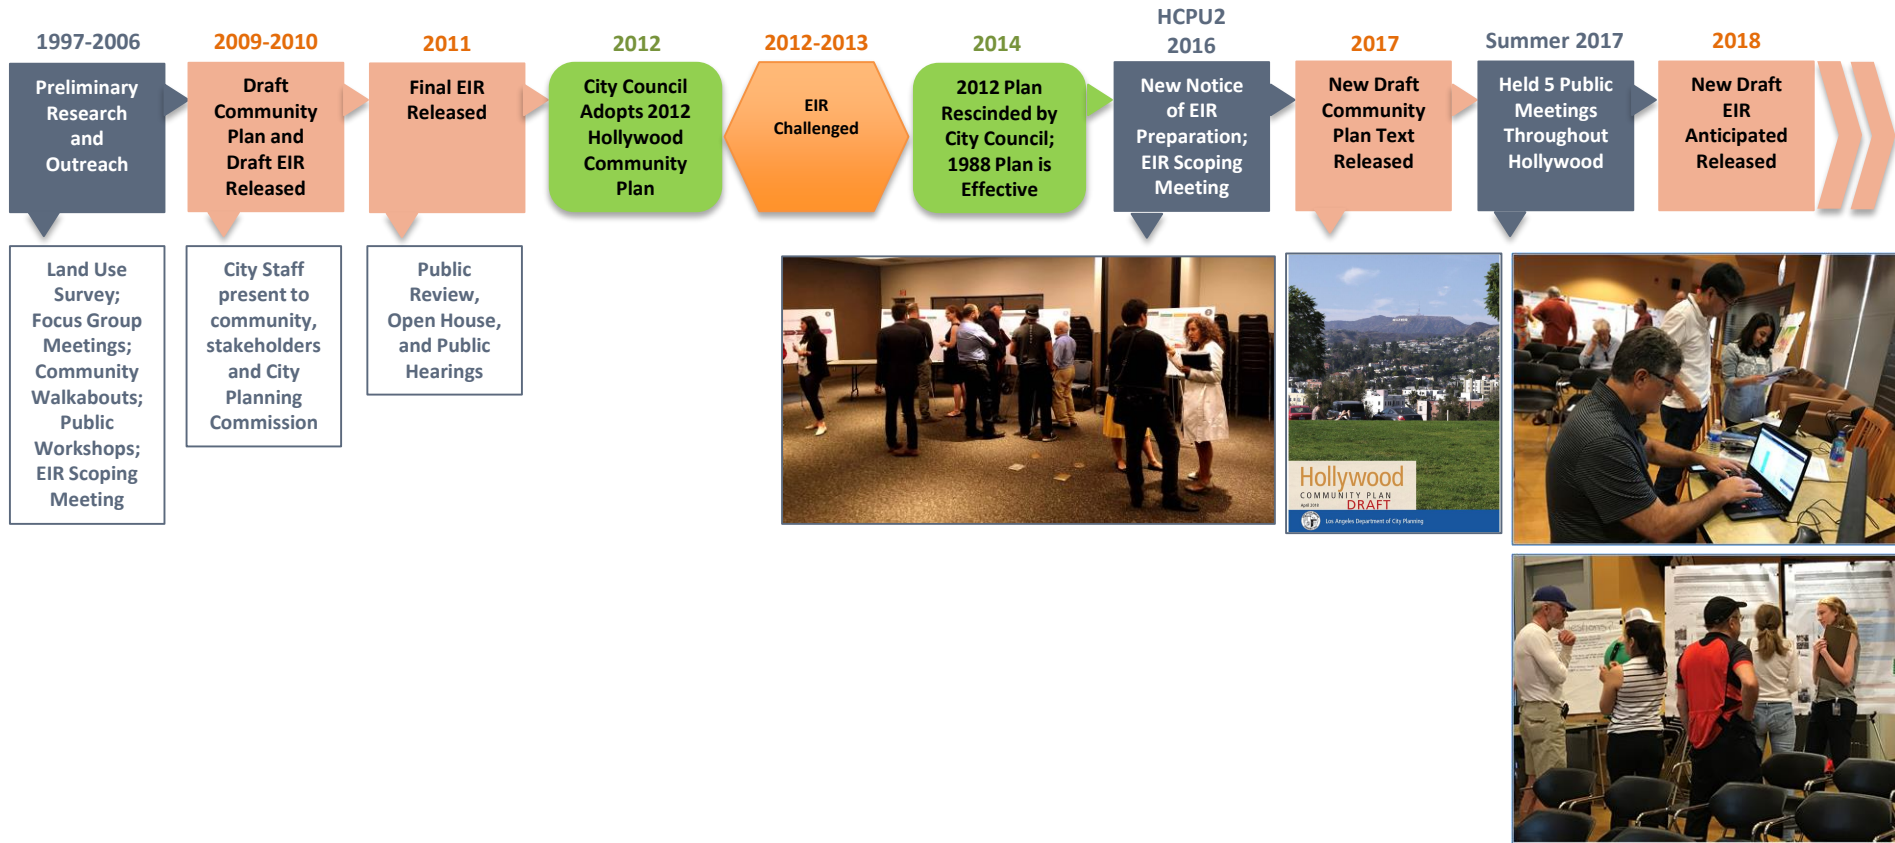 1997-2006
Preliminary
Research
and
Outreach
Land Use
Survey;
Focus Group
Meetings;
Community
Walkabouts;
Public
Workshops;
EIR Scoping
Meeting
2009-2010
Draft
Community
Plan and
Draft EIR
Released
City Staff
present to
community,
stakeholders
and City
Planning
Commission
2011
Final EIR
Released
Public
Review,
Open House,
and Public
Hearings
2012
City Council
Adopts 2012
Hollywood
Community
Plan
2012-2013
EIR
Challenged
2014
2012 Plan
Rescinded by
City Council;
1988 Plan is
Effective
HCPU2
2016
New Notice
of EIR
Preparation;
EIR Scoping
Meeting
2017
New Draft
Community
Plan Text
Released
Hollywood
COMMUNITY PLAN
April 2018
DRAFT
Los Angeles Department of City Planning
Summer 2017
Held 5 Public
Meetings
Throughout
Hollywood
2018
New Draft
EIR
Anticipated
Released